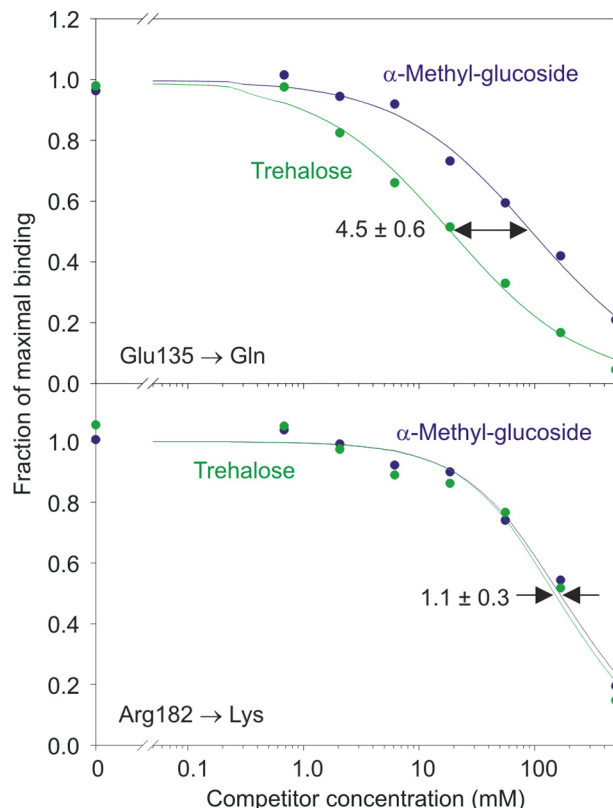 1.2
α-Methyl-glucoside
1.0
0.8
Trehalose
0.6
4.5 ± 0.6
0.4
0.2
Glu135 → Gln
0.0
Fraction of maximal binding
α-Methyl-glucoside
1.0
Trehalose
0.8
0.6
1.1 ± 0.3
0.4
0.2
Arg182 → Lys
0.0
0 0.1 1.0 10 100
Competitor concentration (mM)